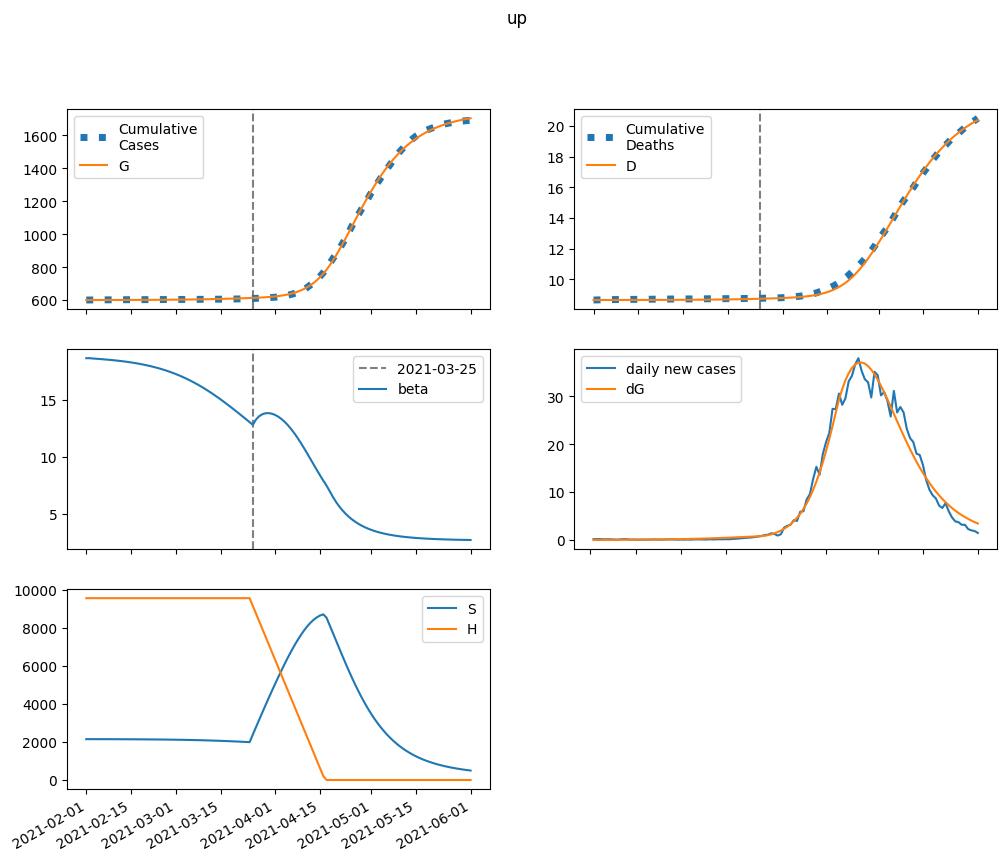 up
1600
1400
1200
1000
800
600
Cumulative
Cases
G
20
18
16
14
12
10
Cumulative
Deaths
D
15
10
5
2021-03-25
beta
30
20
10
0
daily new cases
dG
10000
8000
6000
4000
2000
0
S
H
2021-02-01
2021-02-15
2021-03-01
2021-03-15
2021-04-01
2021-04-15
2021-05-01
2021-05-15
2021-06-01